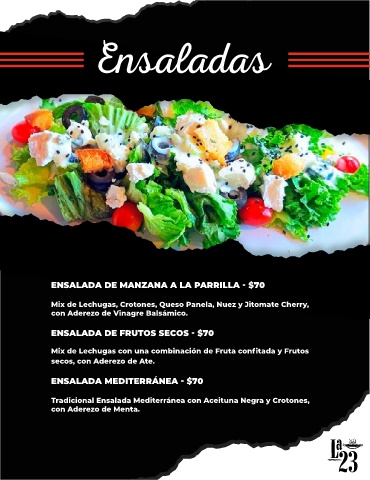 Ensaladas
ENSALADA DE MANZANA A LA PARRILLA - $70
Mix de Lechugas, Crotones, Queso Panela, Nuez y Jitomate Cherry,
con Aderezo de Vinagre Balsámico.
ENSALADA DE FRUTOS SECOS - $70
Mix de Lechugas con una combinación de Fruta confitada y Frutos
secos, con Aderezo de Ate.
ENSALADA MEDITERRÁNEA - $70
Tradicional Ensalada Mediterránea con Aceituna Negra y Crotones,
con Aderezo de Menta.
La
23